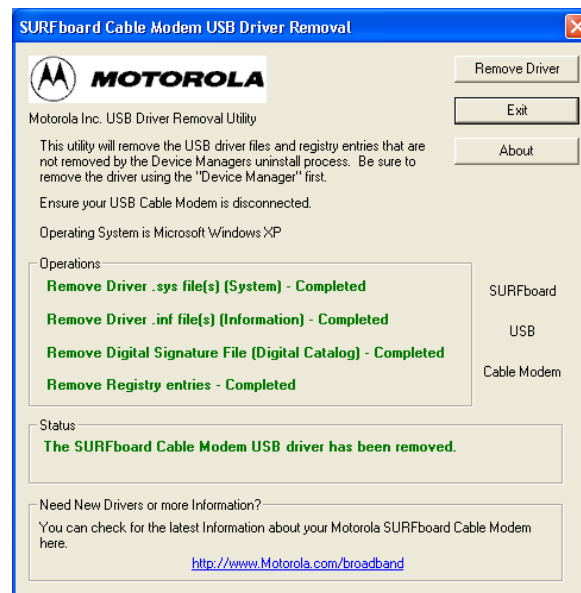 SURFboard Cable Modem USB Driver Removal
MOTOROLA
Remove Driver
Exit
About
Motorola Inc. USB Driver Removal Utility
This utility will remove the USB driver files and registry entries that are
not removed by the Device Managers uninstall process. Be sure to
remove the driver using the "Device Manager" first.
Ensure your USB Cable Modem is disconnected.
Operating System is Microsoft Windows XP
Operations
Remove Driver .sys file(s) (System) - Completed
Remove Driver .inf file(s) (Information) - Completed
Remove Digital Signature File (Digital Catalog) - Completed
Remove Registry entries - Completed
SURFboard
USB
Cable Modem
Status
The SURFboard Cable Modem USB driver has been removed.
Need New Drivers or more Information?
You can check for the latest Information about your Motorola SURFboard Cable Modem
here.
http://www.Motorola.com/broadband